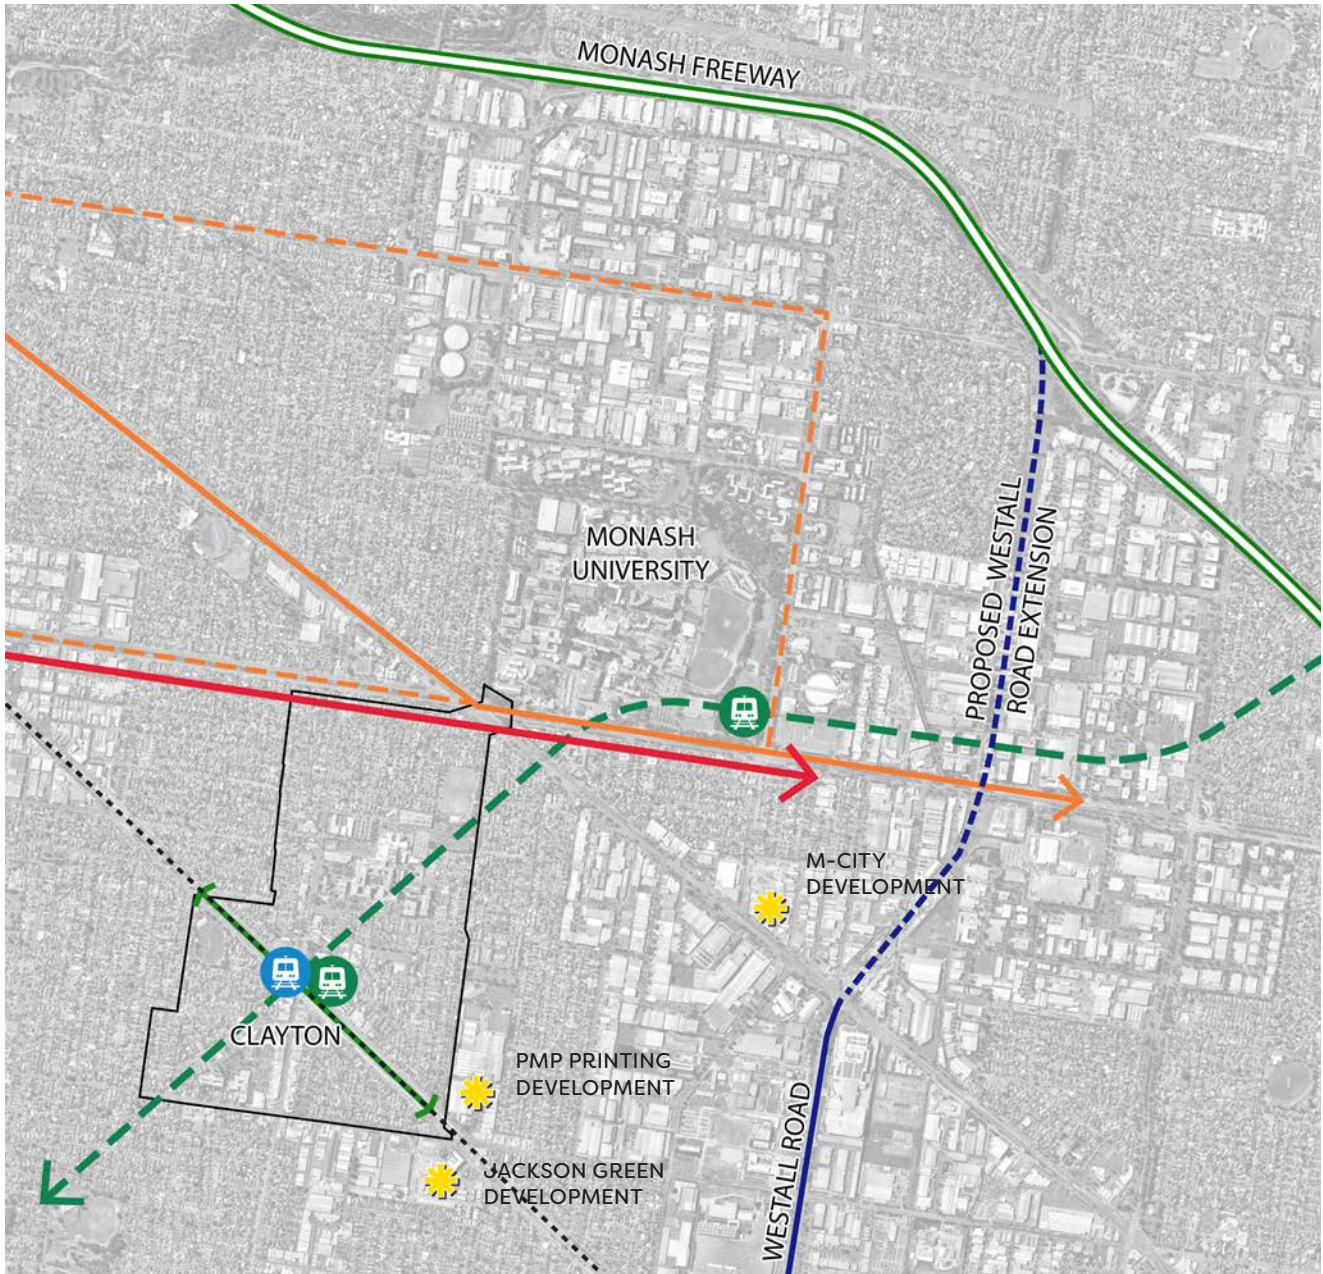 MONASH FREEWAY
MONASH
UNIVERSITY
PROPOSED WESTALL
ROAD EXTENSION
M-CITY
DEVELOPMENT
CLAYTON
PMP PRINTING
DEVELOPMENT
JACKSON GREEN
DEVELOPMENT
WESTALL ROAD